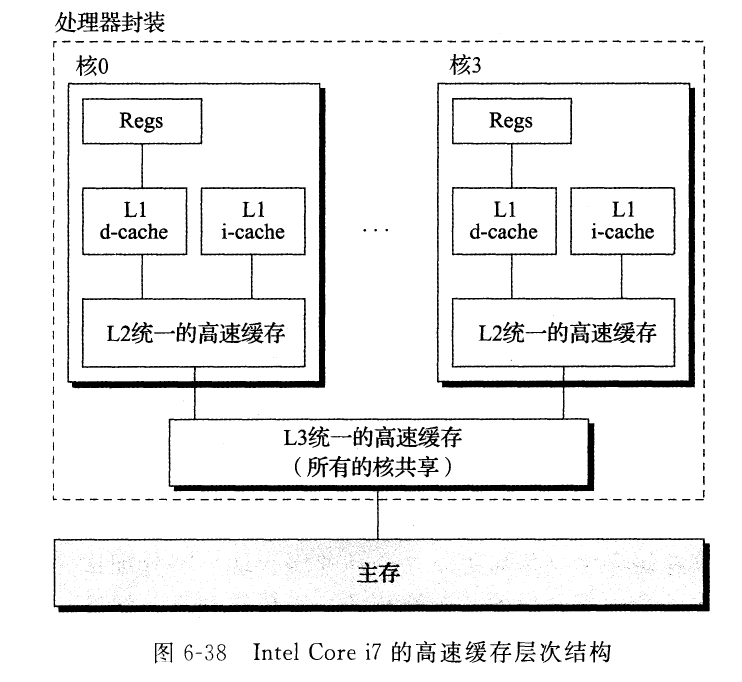 处理器封装
核0
核3
Regs
Regs
L1
d-cache
L1
i-cache
...
L1
d-cache
L1
i-cache
L2统一的高速缓存
L2统一的高速缓存
L3统一的高速缓存
（所有的核共享）
主存
图 6-38 Intel Core i7 的高速缓存层次结构